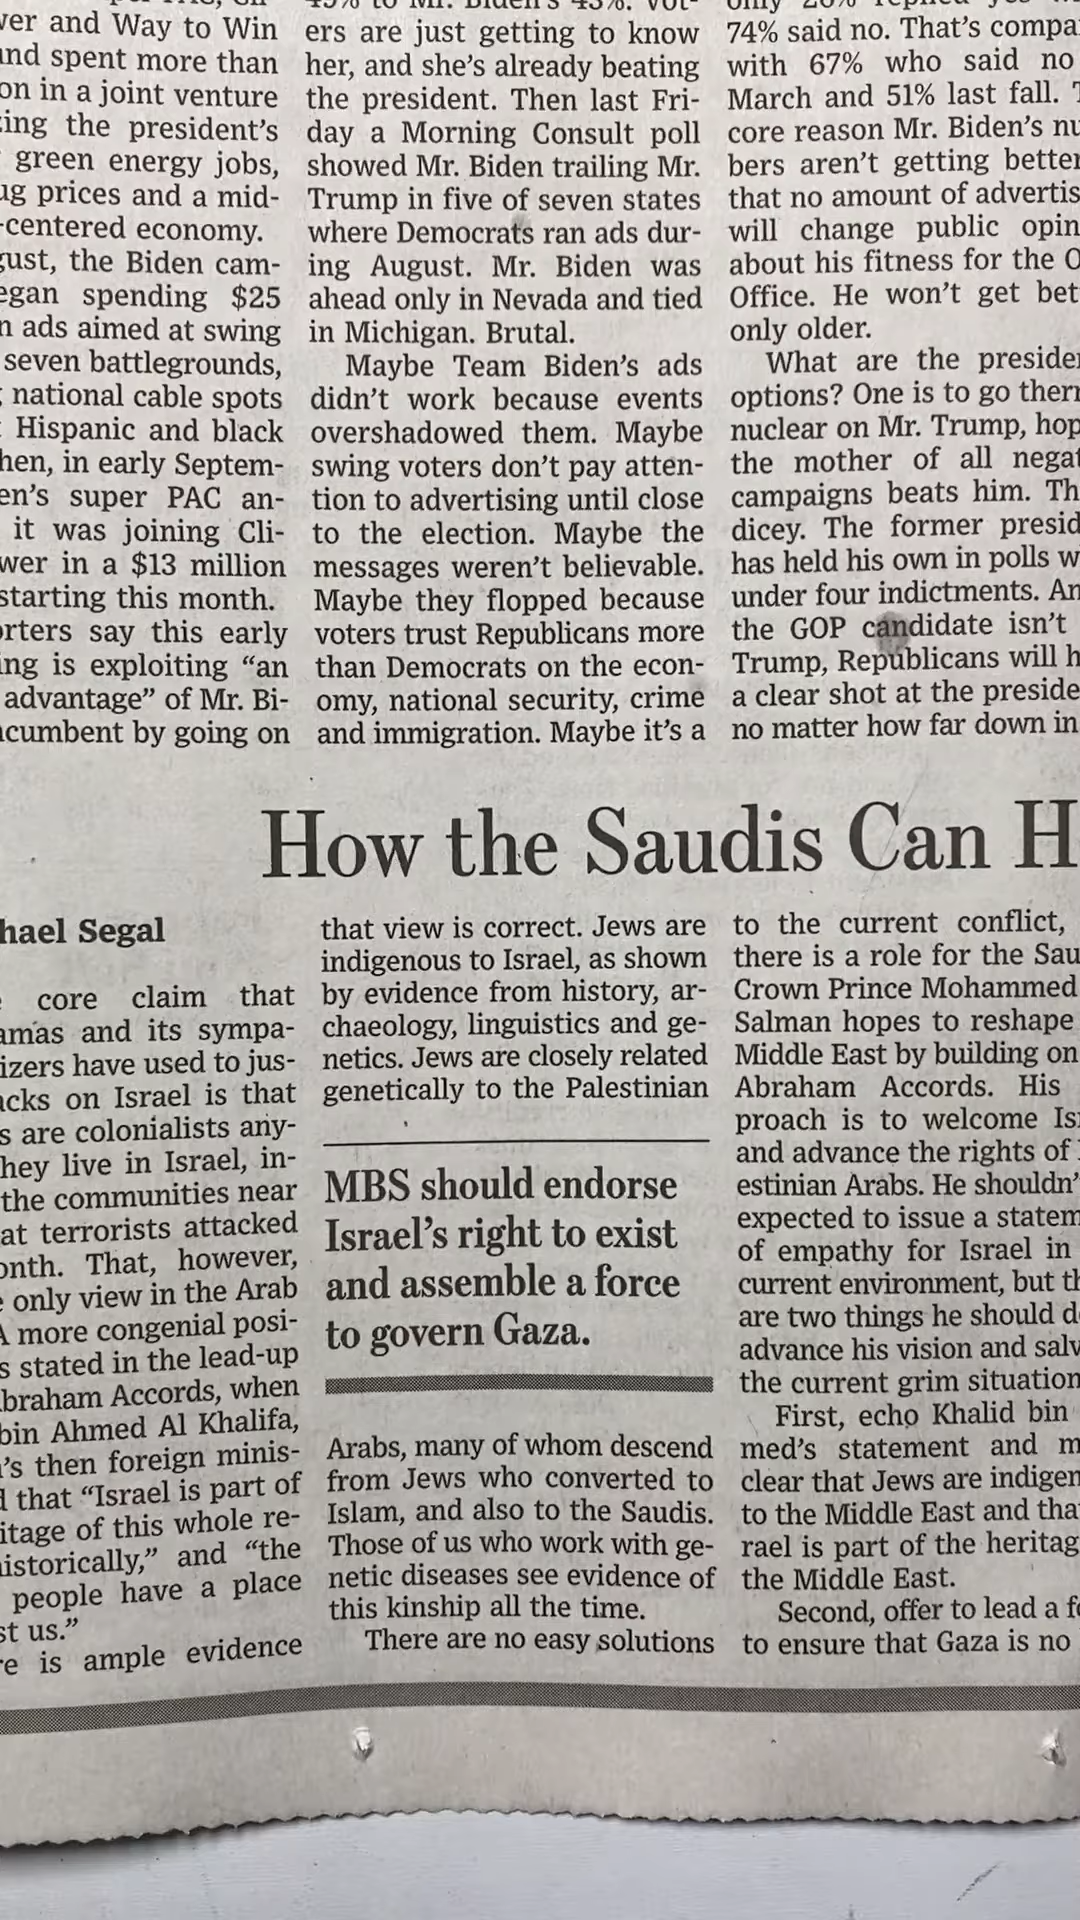 ver and Way to Win
and spent more than
on in a joint venture
ing the president's
green energy jobs,
ug prices and a mid-
-centered economy.
gust, the Biden cam-
egan spending $25
n ads aimed at swing
seven battlegrounds,
national cable spots
Hispanic and black
hen, in early Septem-
en's super PAC an-
it was joining Cli-
wer in a $13 million
starting this month.
orters say this early
ing is exploiting “an
advantage” of Mr. Bi-
ncumbent by going on
ers are just getting to know
her, and she's already beating
the president. Then last Fri-
day a Morning Consult poll
showed Mr. Biden trailing Mr.
Trump in five of seven states
where Democrats ran ads dur-
ing August. Mr. Biden was
ahead only in Nevada and tied
in Michigan. Brutal.
Maybe Team Biden's ads
didn't work because events
overshadowed them. Maybe
swing voters don't pay atten-
tion to advertising until close
to the election. Maybe the
messages weren't believable.
Maybe they flopped because
voters trust Republicans more
than Democrats on the econ-
omy, national security, crime
and immigration. Maybe it's a
74% said no. That's compa
with 67% who said no
March and 51% last fall.
core reason Mr. Biden's nu
bers aren't getting better
that no amount of advertis
will change public opin
about his fitness for the O
Office. He won't get bet
only older.
What are the presiden
options? One is to go therm
nuclear on Mr. Trump, hop
the mother of all negat
campaigns beats him. Th
dicey. The former presid
has held his own in polls w
under four indictments. An
the GOP candidate isn't
Trump, Republicans will h
a clear shot at the preside
no matter how far down in
How the Saudis Can H
hael Segal
core claim that
amas and its sympa-
izers have used to jus-
acks on Israel is that
s are colonialists any-
hey live in Israel, in-
the communities near
at terrorists attacked
onth. That, however,
only view in the Arab
A more congenial posi-
s stated in the lead-up
braham Accords, when
bin Ahmed Al Khalifa,
's then foreign minis-
d that “Israel is part of
itage of this whole re-
historically,” and “the
people have a place
st us.”
re is ample evidence
that view is correct. Jews are
indigenous to Israel, as shown
by evidence from history, ar-
chaeology, linguistics and ge-
netics. Jews are closely related
genetically to the Palestinian
MBS should endorse
Israel's right to exist
and assemble a force
to govern Gaza.
Arabs, many of whom descend
from Jews who converted to
Islam, and also to the Saudis.
Those of us who work with ge-
netic diseases see evidence of
this kinship all the time.
There are no easy solutions
to the current conflict,
there is a role for the Sau
Crown Prince Mohammed
Salman hopes to reshape
Middle East by building on
Abraham Accords. His
proach is to welcome Isr
and advance the rights of
estinian Arabs. He shouldn'
expected to issue a statem
of empathy for Israel in
current environment, but th
are two things he should do
advance his vision and salv
the current grim situation
First, echo Khalid bin
med's statement and m
clear that Jews are indigen
to the Middle East and tha
rael is part of the heritag
the Middle East.
Second, offer to lead a fo
to ensure that Gaza is no